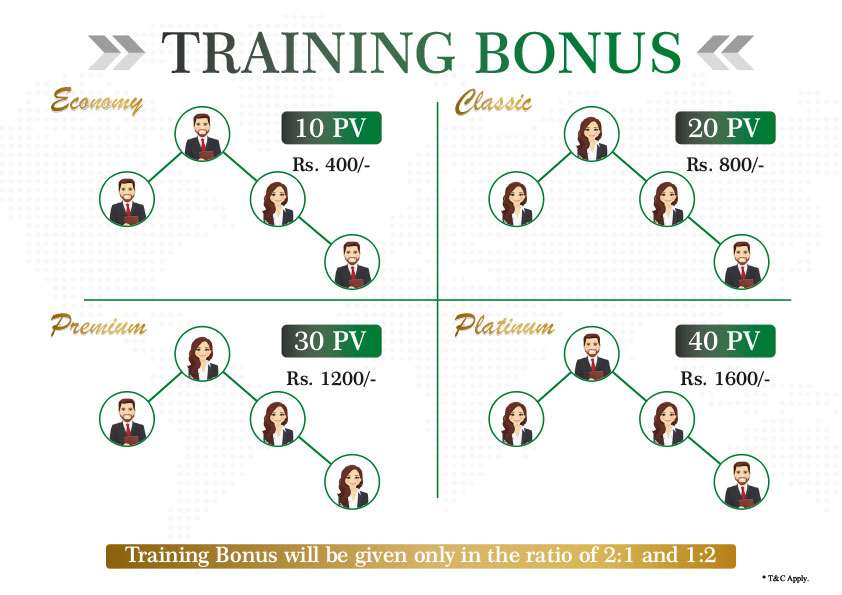 TRAINING BONUS
Economy
10 PV
Rs. 400/-
Classic
20 PV
Rs. 800/-
Premium
30 PV
Rs. 1200/-
Platinum
40 PV
Rs. 1600/-
Training Bonus will be given only in the ratio of 2:1 and 1:2
* T&C Apply.